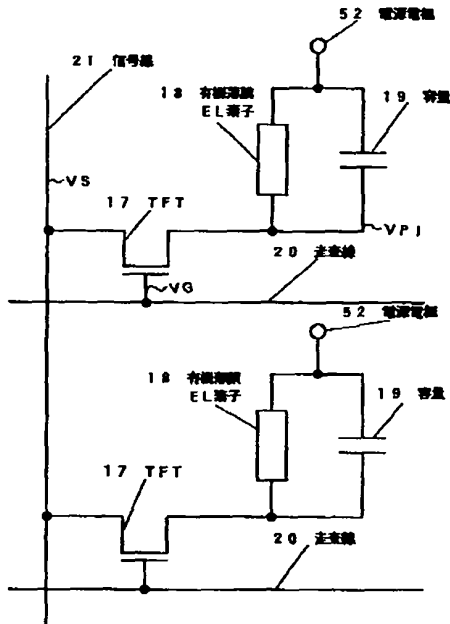 52 電源電極
21 信号線
18 有機薄膜
EL素子
19 容量
VS
17 TFT
VPI
20 走査線
VG
52 電源電極
18 有機薄膜
EL素子
19 容量
17 TFT
20 走査線